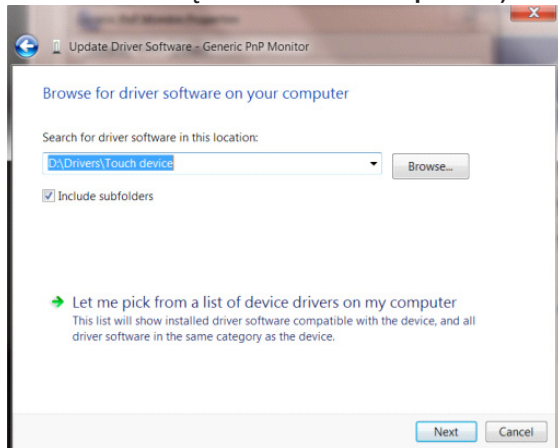 Update Driver Software - Generic PnP Monitor
Browse for driver software on your computer
Search for driver software in this location:
D:\Drivers\Touch device
Browse...
Include subfolders
Let me pick from a list of device drivers on my computer
This list will show installed driver software compatible with the device, and all
driver software in the same category as the device.
Next
Cancel